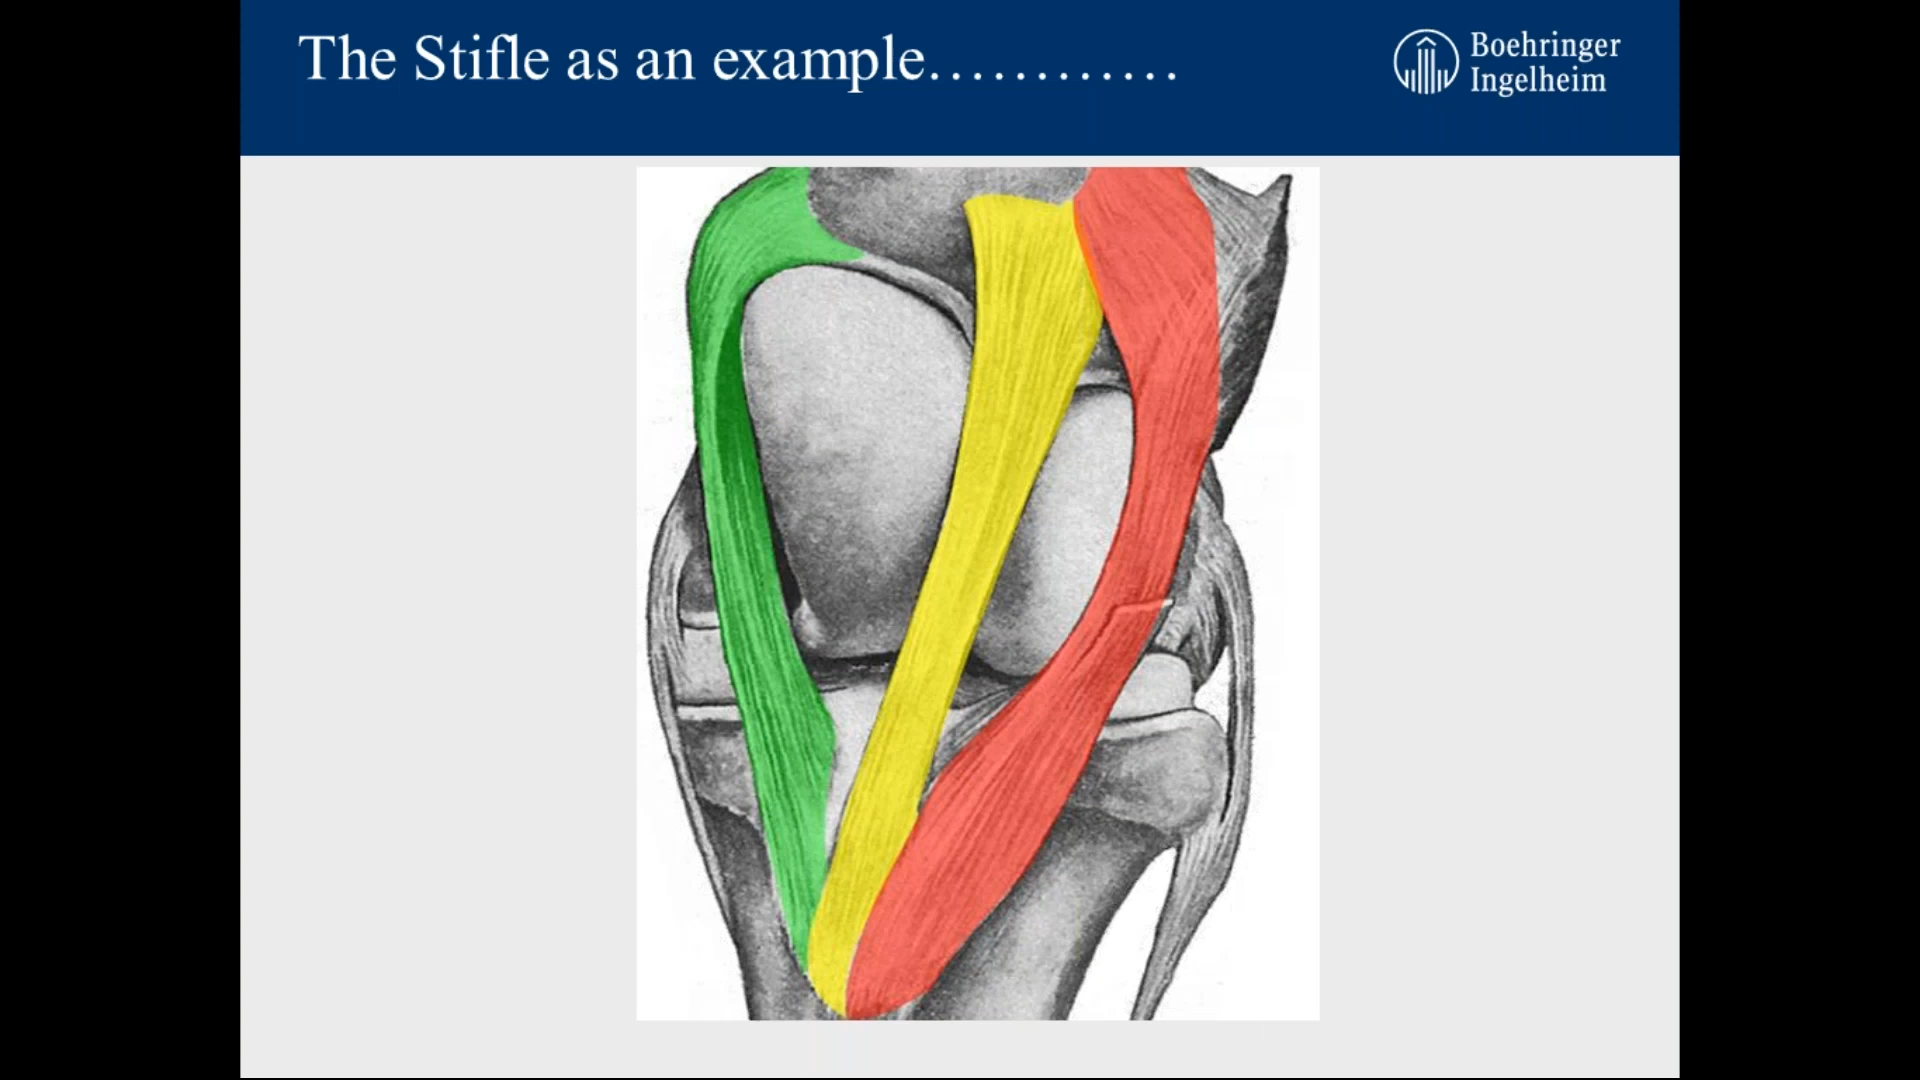 The Stifle as an example…………
Boehringer
Ingelheim